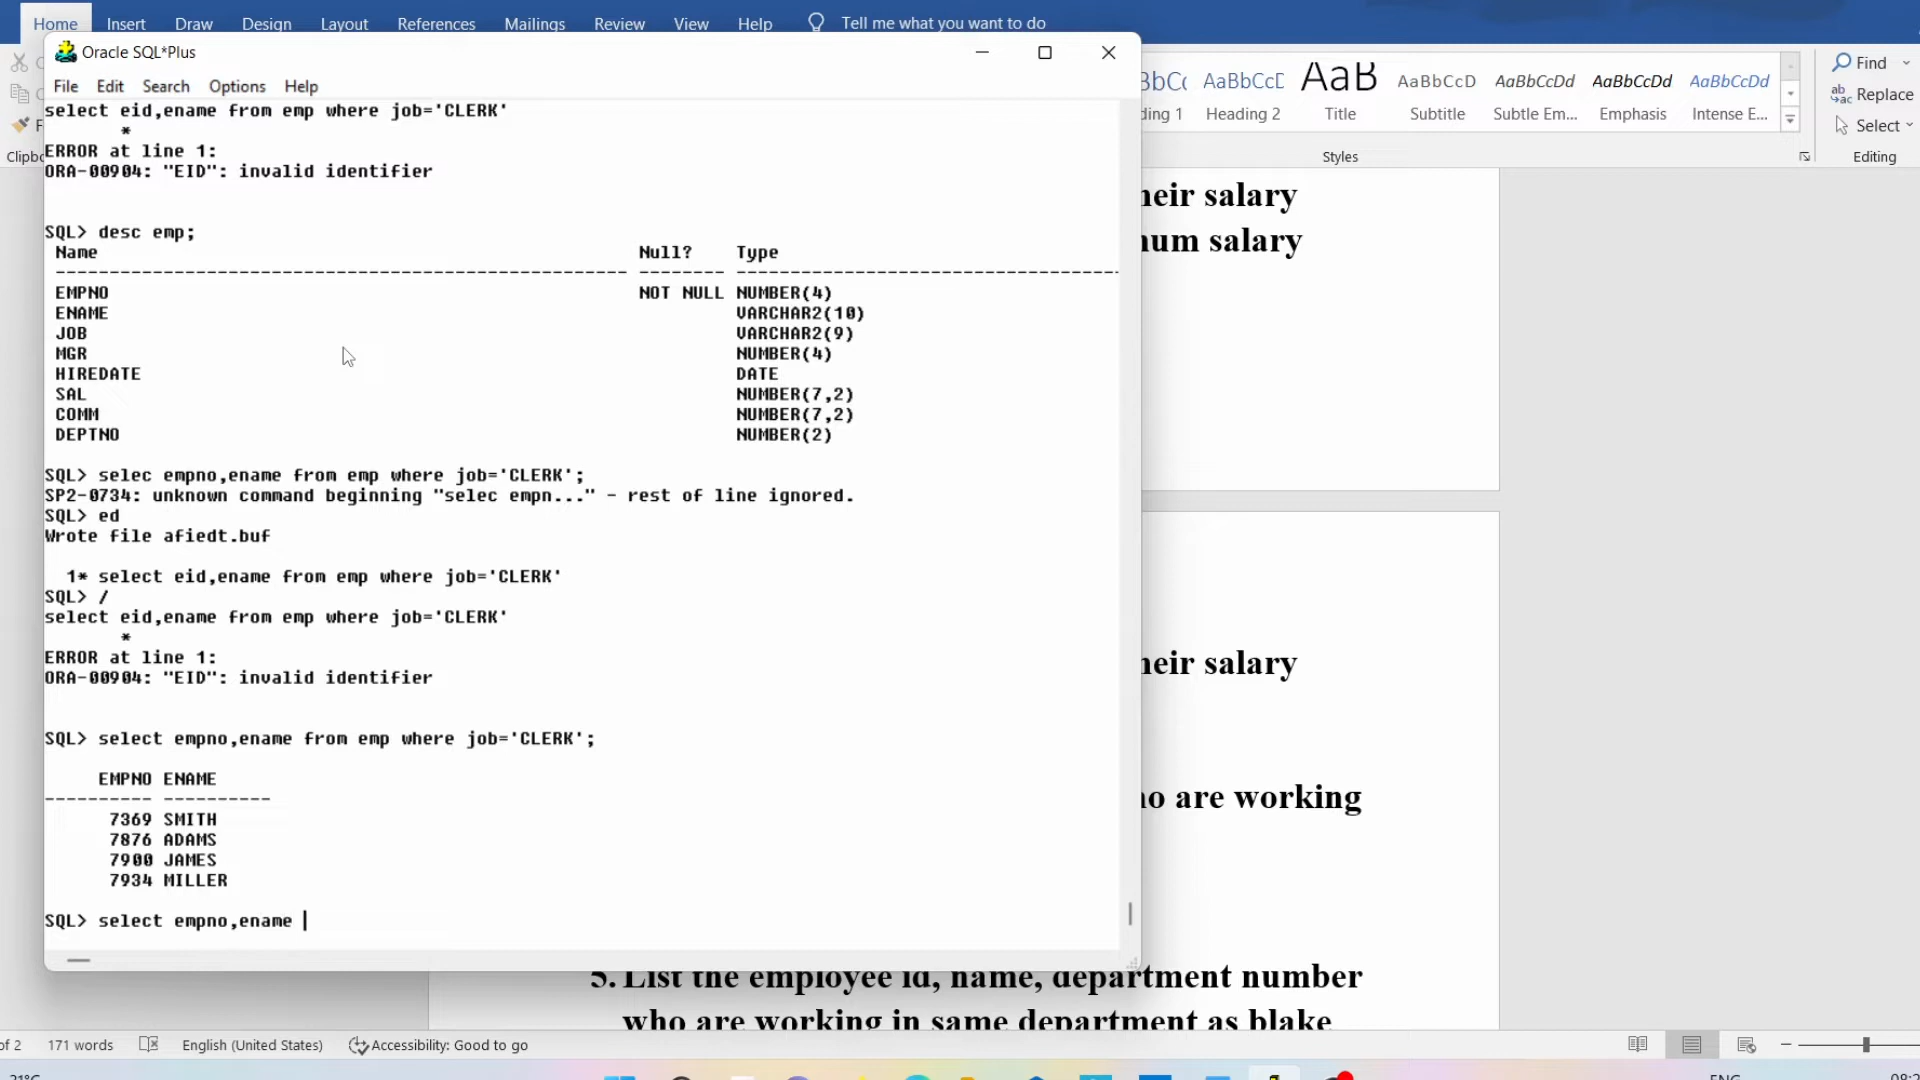 Home Insert Draw Design Layout References Mailings Review View Help Tell me what you want to do
Oracle SQL*Plus
File Edit Search Options Help
select eid,ename from emp where job='CLERK'
*
ERROR at line 1:
ORA-00904: "EID": invalid identifier
SQL> desc emp;
Name Null? Type
----------------------------------------------------- -------- ------------------------------------
EMPNO NOT NULL NUMBER(4)
ENAME VARCHAR2(10)
JOB VARCHAR2(9)
MGR NUMBER(4)
HIREDATE DATE
SAL NUMBER(7,2)
COMM NUMBER(7,2)
DEPTNO NUMBER(2)
SQL> selec empno,ename from emp where job='CLERK';
SP2-0734: unknown command beginning "selec empn..." - rest of line ignored.
SQL> ed
Wrote file afiedt.buf
1* select eid,ename from emp where job='CLERK'
SQL> /
select eid,ename from emp where job='CLERK'
*
ERROR at line 1:
ORA-00904: "EID": invalid identifier
SQL> select empno,ename from emp where job='CLERK';
EMPNO ENAME
---------- ----------
7369 SMITH
7876 ADAMS
7900 JAMES
7934 MILLER
SQL> select empno,ename
AaB AaBbCcD AaBbCcDd AaBbCcDd AaBbCcDd
Heading 2 Title Subtitle Subtle Em... Emphasis Intense E...
Styles
Find
Replace
Select
Editing
salary
salary
salary
are working
5. List the employee id, name, department number
who are working in same department as blake
of 2 171 words English (United States) Accessibility: Good to go
ENG